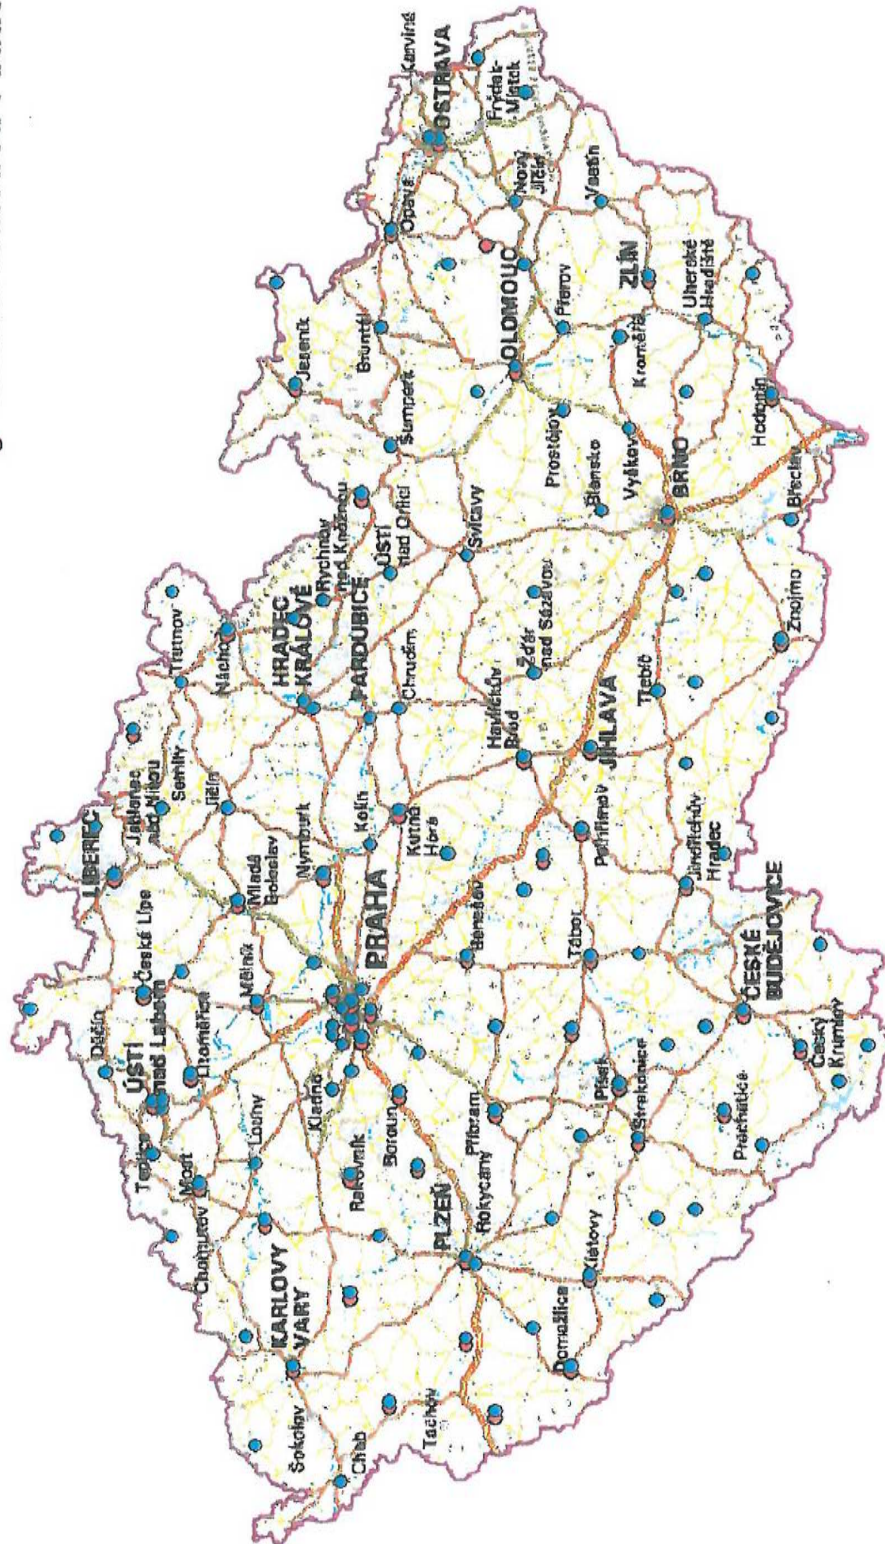 Děčín
LIBEREC
Jablonec
nad Nisou
Semily
ÚSTÍ
nad Labem
Česká Lípa
Trutnov
Teplice
Litoměřice
Jičín
Náchod
Most
Mladá
Boleslav
Chomutov
Louny
Mělník
HRADEC
KRÁLOVÉ
Jeseník
KARLOVY
VARY
Nymburk
Rychnov
nad Kněžnou
Sokolov
Kladno
Kolín
PARDUBICE
ÚSTÍ
nad Orlicí
Bruntál
Cheb
Rakovník
PRAHA
Chrudim
Šumperk
Opava
Karviná
Beroun
Kutná
Hora
OSTRAVA
Tachov
PLZEŇ
Rokycany
Příbram
Benešov
Havlíčkův
Brod
Svitavy
OLOMOUC
Nový
Jičín
Frýdek-
Místek
Žďár
nad Sázavou
Prostějov
Přerov
Domažlice
Klatovy
Písek
Tábor
Pelhřimov
JIHLAVA
Blansko
Vsetín
Strakonice
Vyškov
Kroměříž
ZLÍN
Třebíč
BRNO
Jindřichův
Hradec
Uherské
Hradiště
Prachatice
ČESKÉ
BUDĚJOVICE
Hodonín
Český
Krumlov
Znojmo
Břeclav